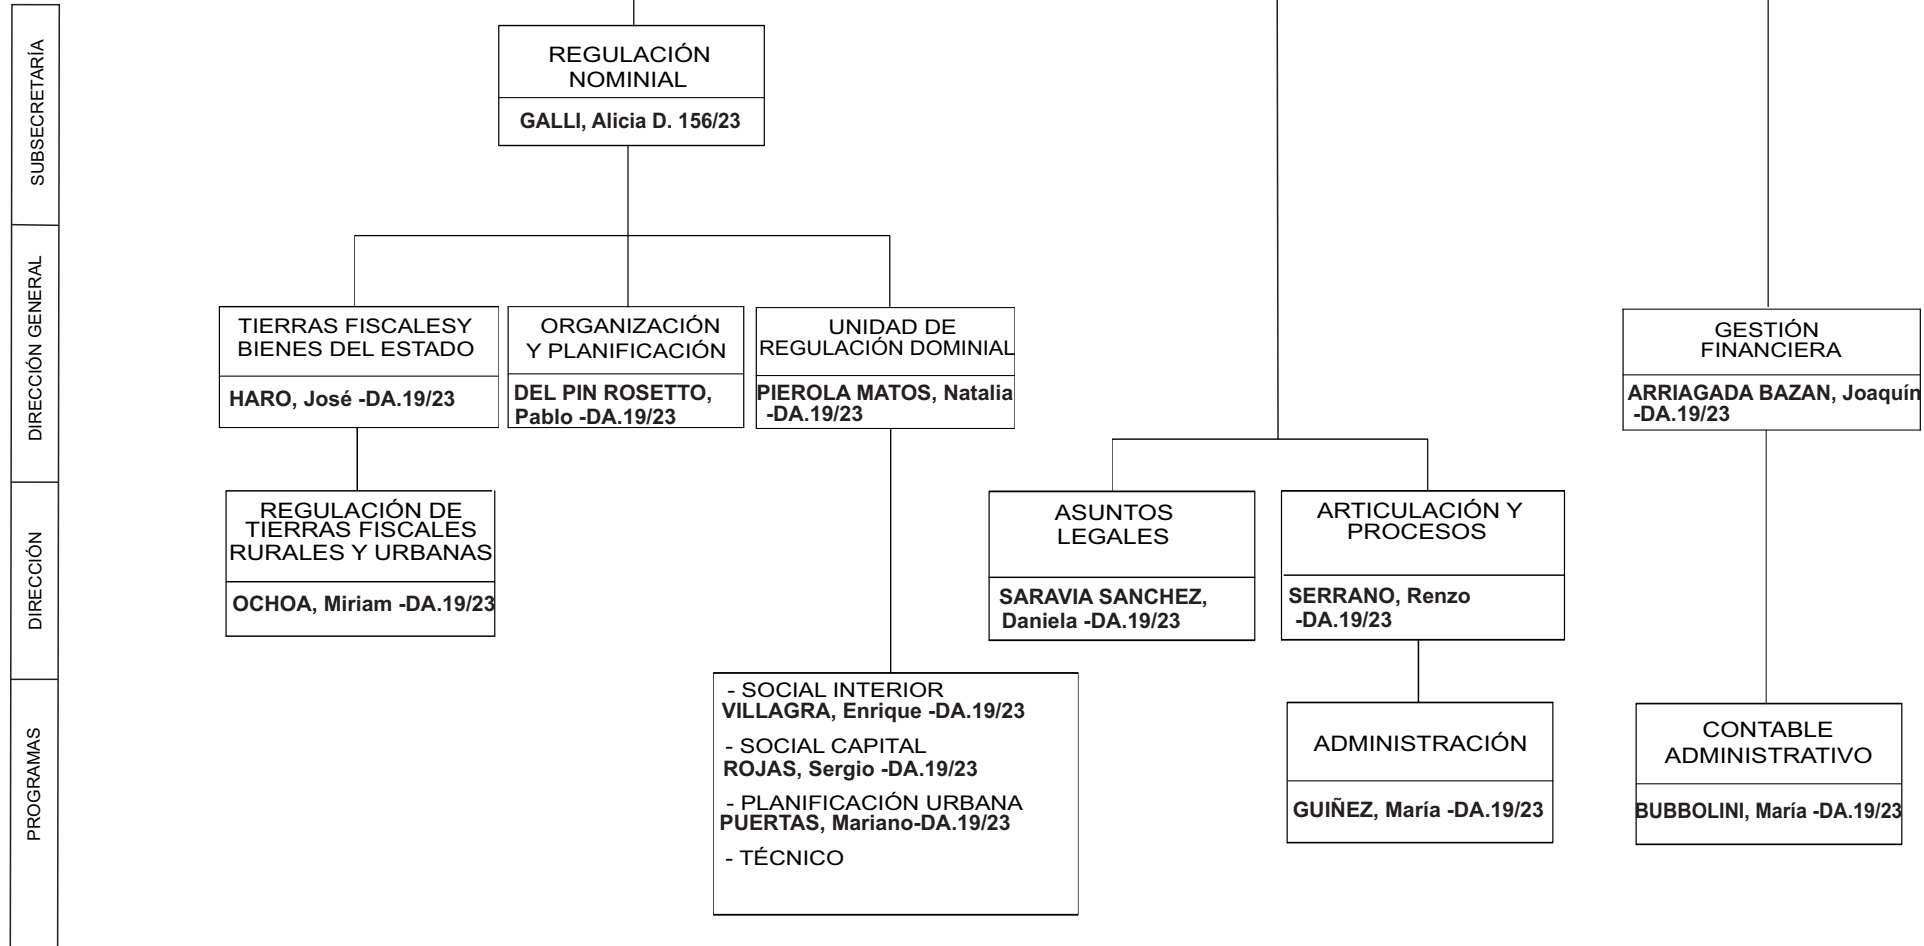 SUBSECRETARÍA
REGULACIÓN
NOMINIAL
GALLI, Alicia D. 156/23
DIRECCIÓN GENERAL
TIERRAS FISCALESY
BIENES DEL ESTADO
HARO, José -DA.19/23
ORGANIZACIÓN
Y PLANIFICACIÓN
DEL PIN ROSETTO,
Pablo -DA.19/23
UNIDAD DE
REGULACIÓN DOMINIAL
PIEROLA MATOS, Natalia
-DA.19/23
GESTIÓN
FINANCIERA
ARRIAGADA BAZAN, Joaquín
-DA.19/23
DIRECCIÓN
REGULACIÓN DE
TIERRAS FISCALES
RURALES Y URBANAS
OCHOA, Miriam -DA.19/23
ASUNTOS
LEGALES
SARAVIA SANCHEZ,
Daniela -DA.19/23
ARTICULACIÓN Y
PROCESOS
SERRANO, Renzo
-DA.19/23
PROGRAMAS
- SOCIAL INTERIOR
VILLAGRA, Enrique -DA.19/23
- SOCIAL CAPITAL
ROJAS, Sergio -DA.19/23
- PLANIFICACIÓN URBANA
PUERTAS, Mariano-DA.19/23
- TÉCNICO
ADMINISTRACIÓN
GUIÑEZ, María -DA.19/23
CONTABLE
ADMINISTRATIVO
BUBBOLINI, María -DA.19/23